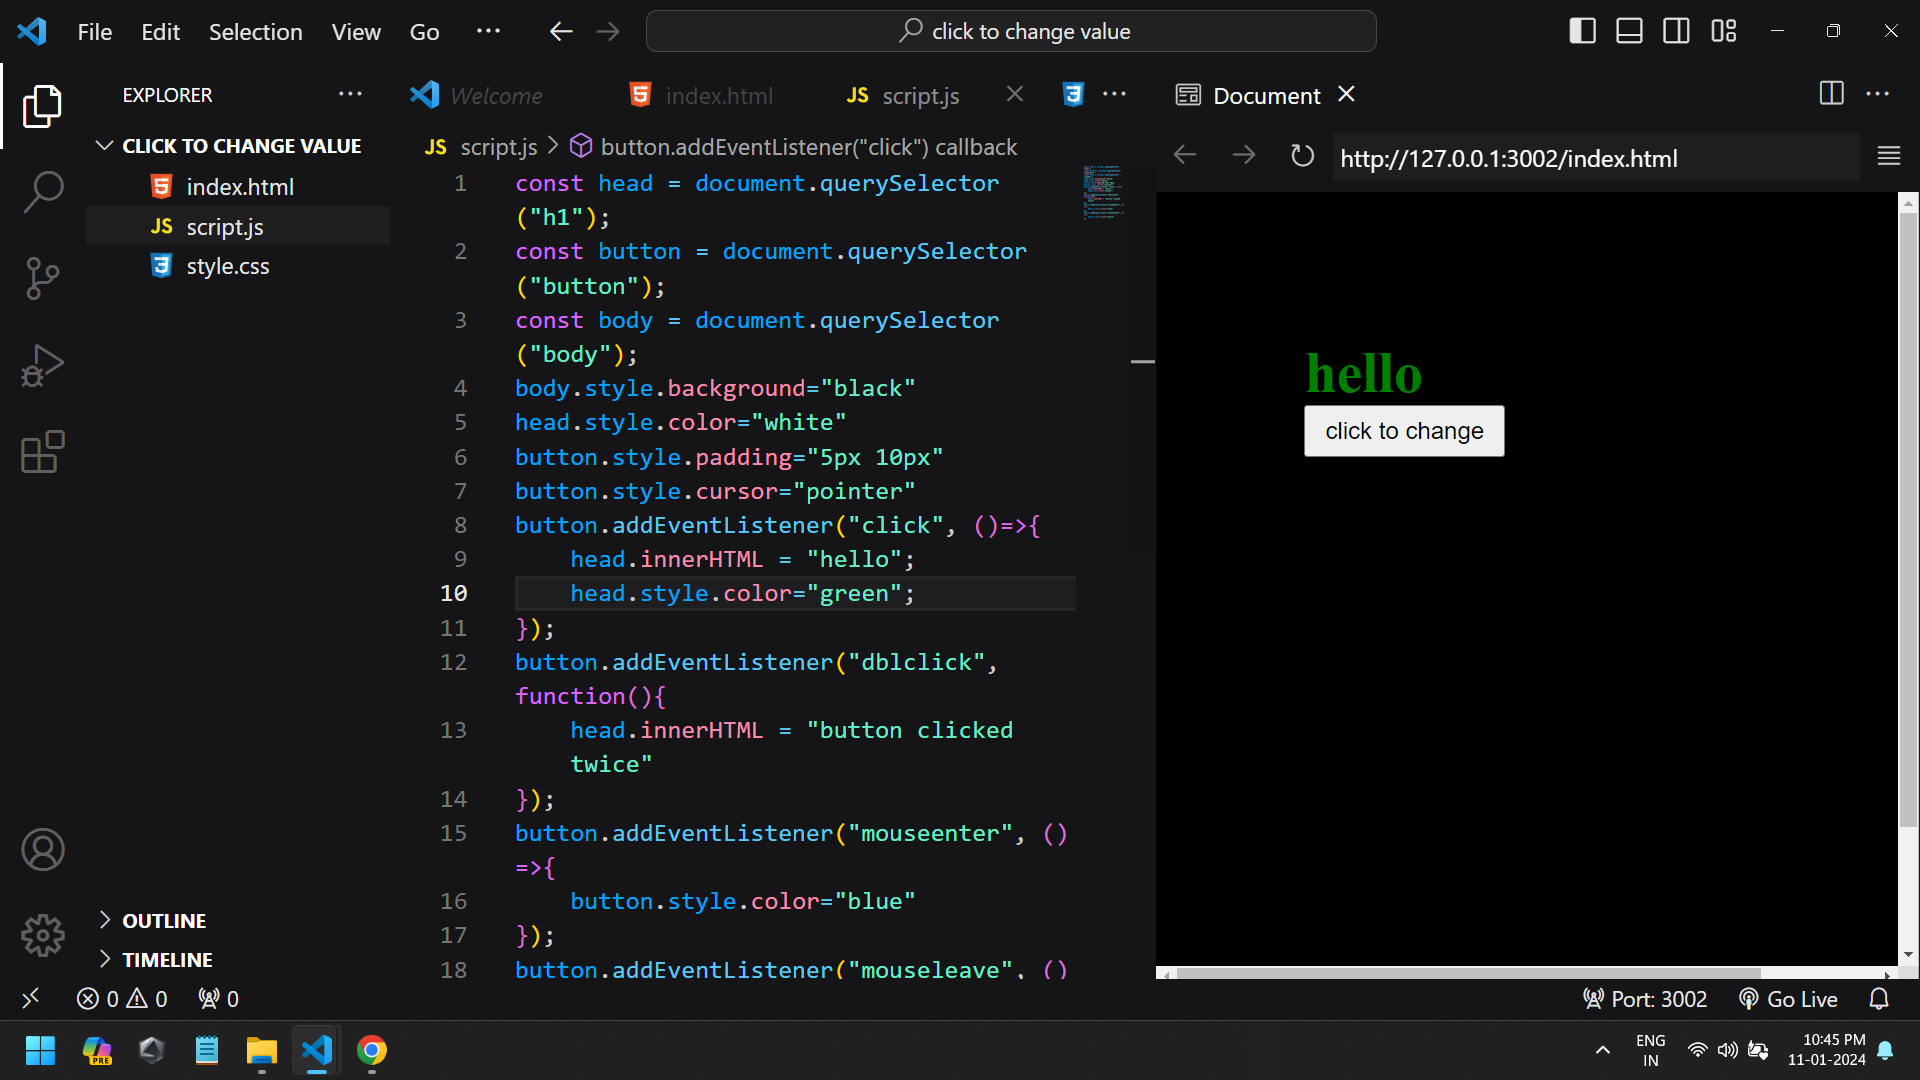 File Edit Selection View Go ··· click to change value
EXPLORER ···
CLICK TO CHANGE VALUE
index.html
JS script.js
style.css
OUTLINE
TIMELINE
Welcome index.html JS script.js ···
JS script.js > button.addEventListener("click") callback
1 const head = document.querySelector
("h1");
2 const button = document.querySelector
("button");
3 const body = document.querySelector
("body");
4 body.style.background="black"
5 head.style.color="white"
6 button.style.padding="5px 10px"
7 button.style.cursor="pointer"
8 button.addEventListener("click", ()=>{
9 head.innerHTML = "hello";
10 head.style.color="green";
11 });
12 button.addEventListener("dblclick",
function(){
13 head.innerHTML = "button clicked
twice"
14 });
15 button.addEventListener("mouseenter", ()
=>{
16 button.style.color="blue"
17 });
18 button.addEventListener("mouseleave", ()
Document ···
http://127.0.0.1:3002/index.html
hello
click to change
0 0 0 Port: 3002 Go Live
PRE
ENG
IN
10:45 PM
11-01-2024